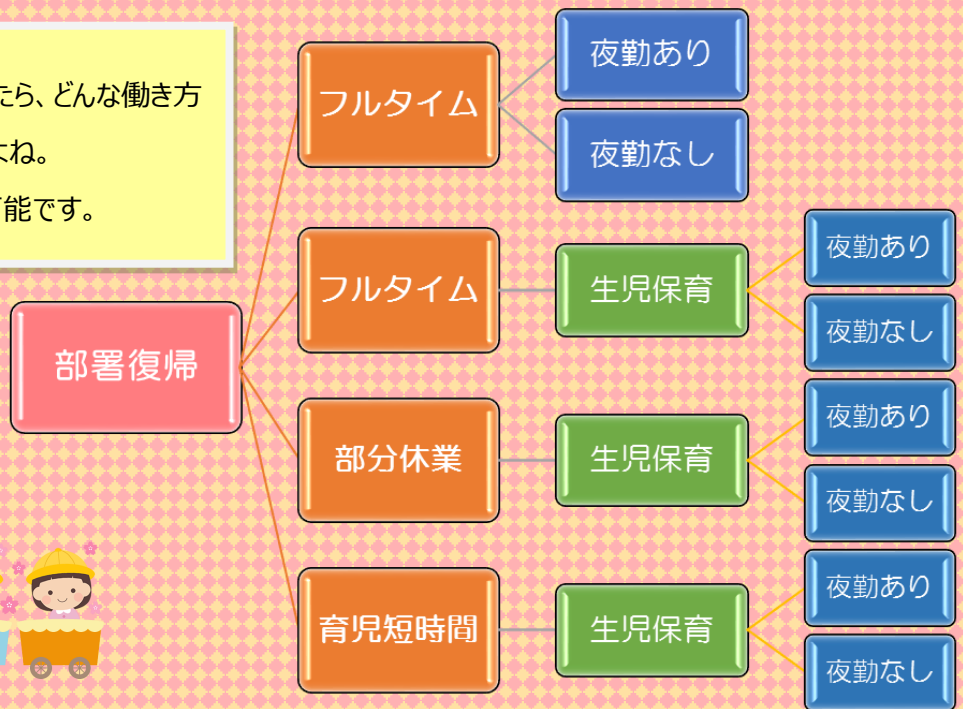 たら、どんな働き方
よね。
可能です。
部署復帰
フルタイム
夜勤あり
夜勤なし
フルタイム
生児保育
夜勤あり
夜勤なし
部分休業
生児保育
夜勤あり
夜勤なし
育児短時間
生児保育
夜勤あり
夜勤なし